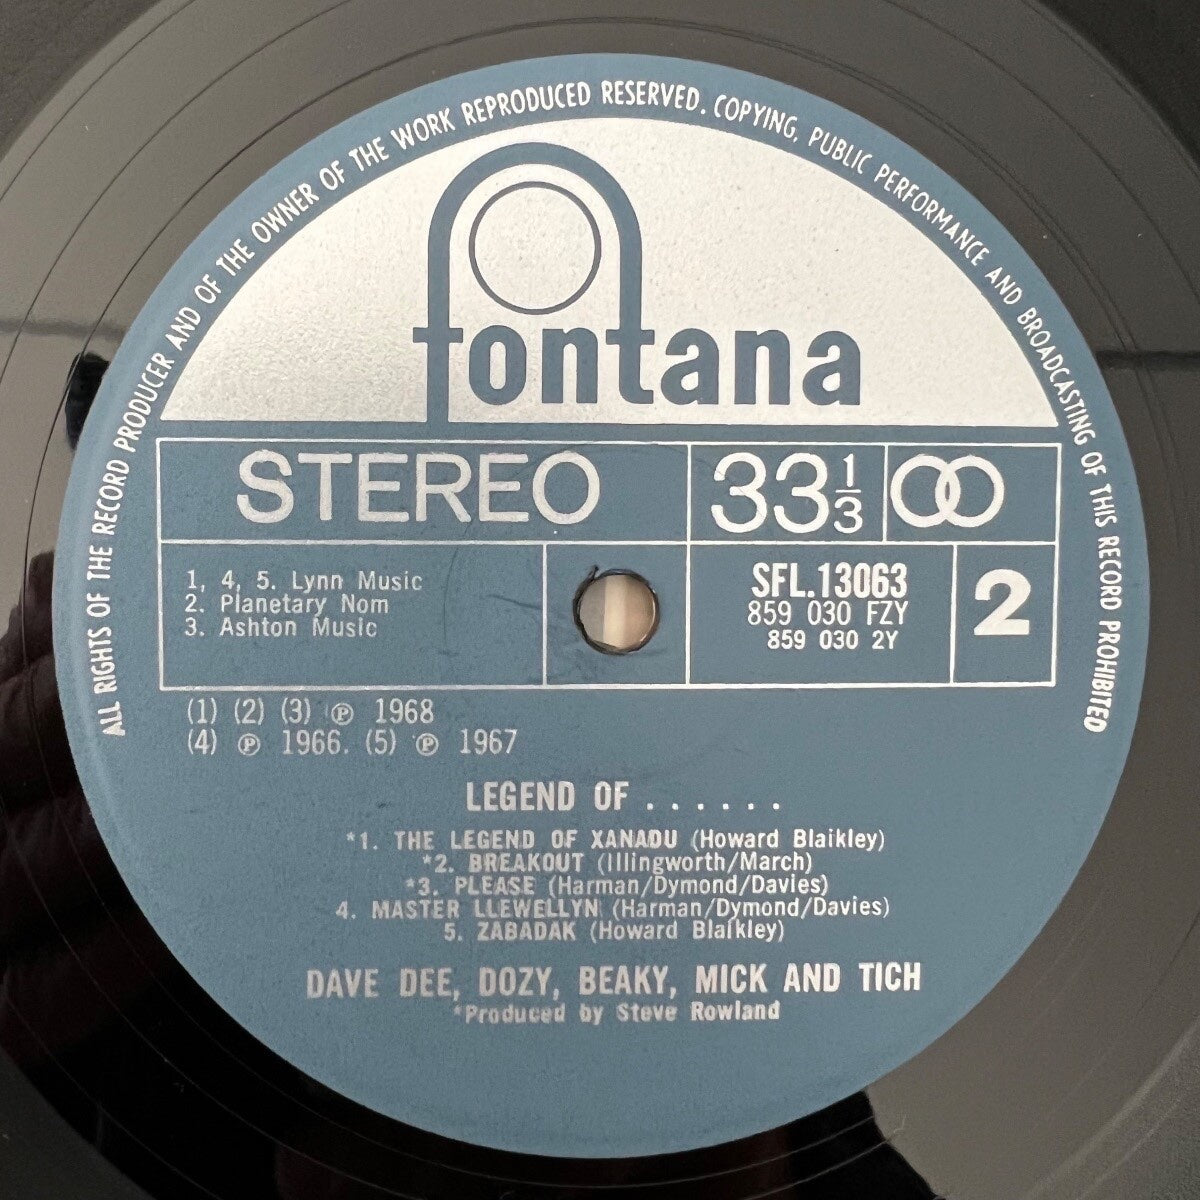 ALL RIGHTS OF THE RECORD PRODUCER AND OF THE OWNER OF THE WORK REPRODUCED RESERVED. COPYING, PUBLIC PERFORMANCE AND BROADCASTING OF THIS RECORD PROHIBITED
fontana
STEREO 33⅓
1, 4, 5. Lynn Music
2. Planetary Nom
3. Ashton Music
SFL.13063
859 030 FZY
859 030 2Y
2
(1) (2) (3) ℗ 1968
(4) ℗ 1966. (5) ℗ 1967
LEGEND OF . . . . . .
*1. THE LEGEND OF XANADU (Howard Blaikley)
*2. BREAKOUT (Illingworth/March)
*3. PLEASE (Harman/Dymond/Davies)
4. MASTER LLEWELLYN (Harman/Dymond/Davies)
5. ZABADAK (Howard Blaikley)
DAVE DEE, DOZY, BEAKY, MICK AND TICH
*Produced by Steve Rowland